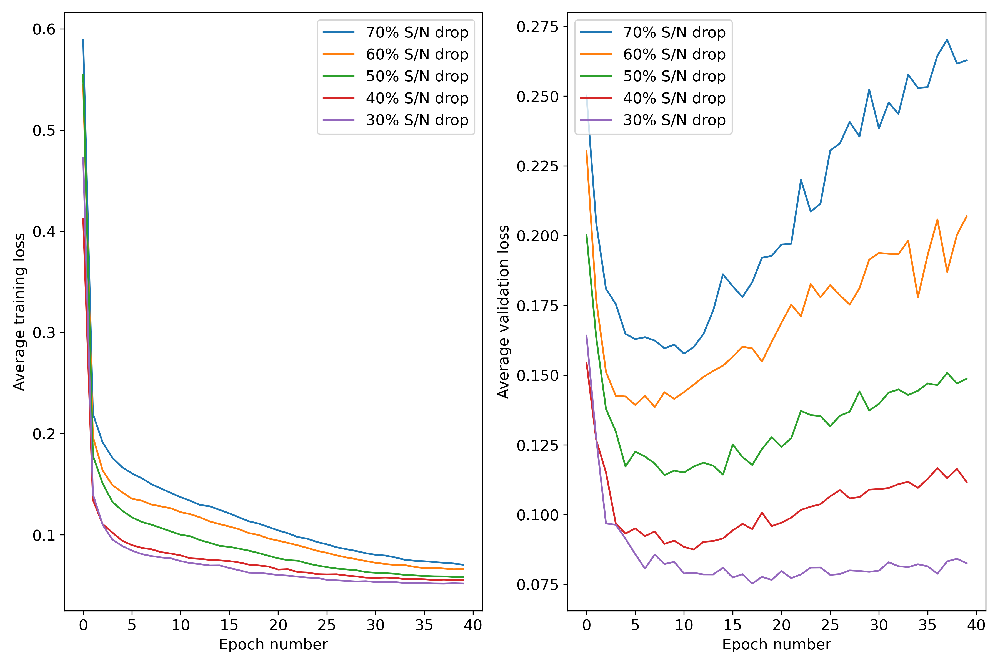 0.6
0.5
0.4
0.3
0.2
0.1
Average training loss
0 5 10 15 20 25 30 35 40
Epoch number
70% S/N drop
60% S/N drop
50% S/N drop
40% S/N drop
30% S/N drop
0.275
0.250
0.225
0.200
0.175
0.150
0.125
0.100
0.075
Average validation loss
0 5 10 15 20 25 30 35 40
Epoch number
70% S/N drop
60% S/N drop
50% S/N drop
40% S/N drop
30% S/N drop